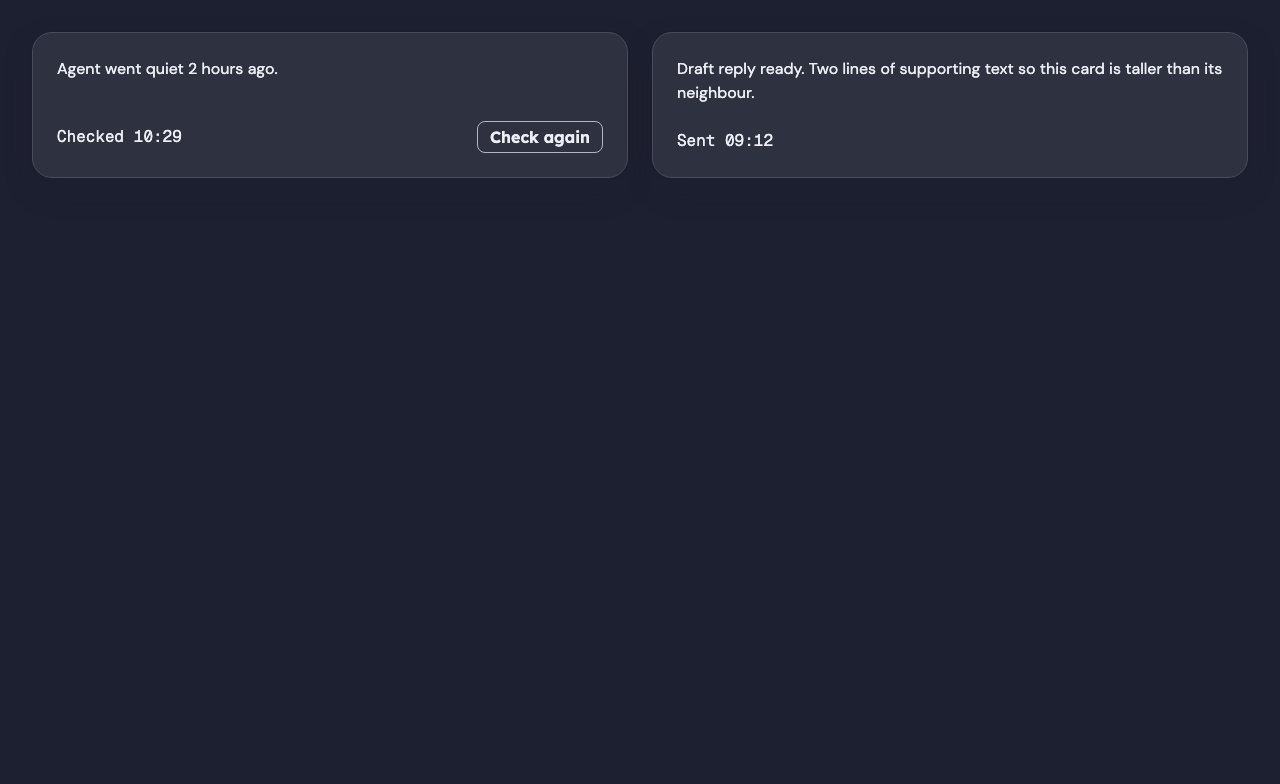 Agent went quiet 2 hours ago.
Checked 10:29
Check again
Draft reply ready. Two lines of supporting text so this card is taller than its
neighbour.
Sent 09:12